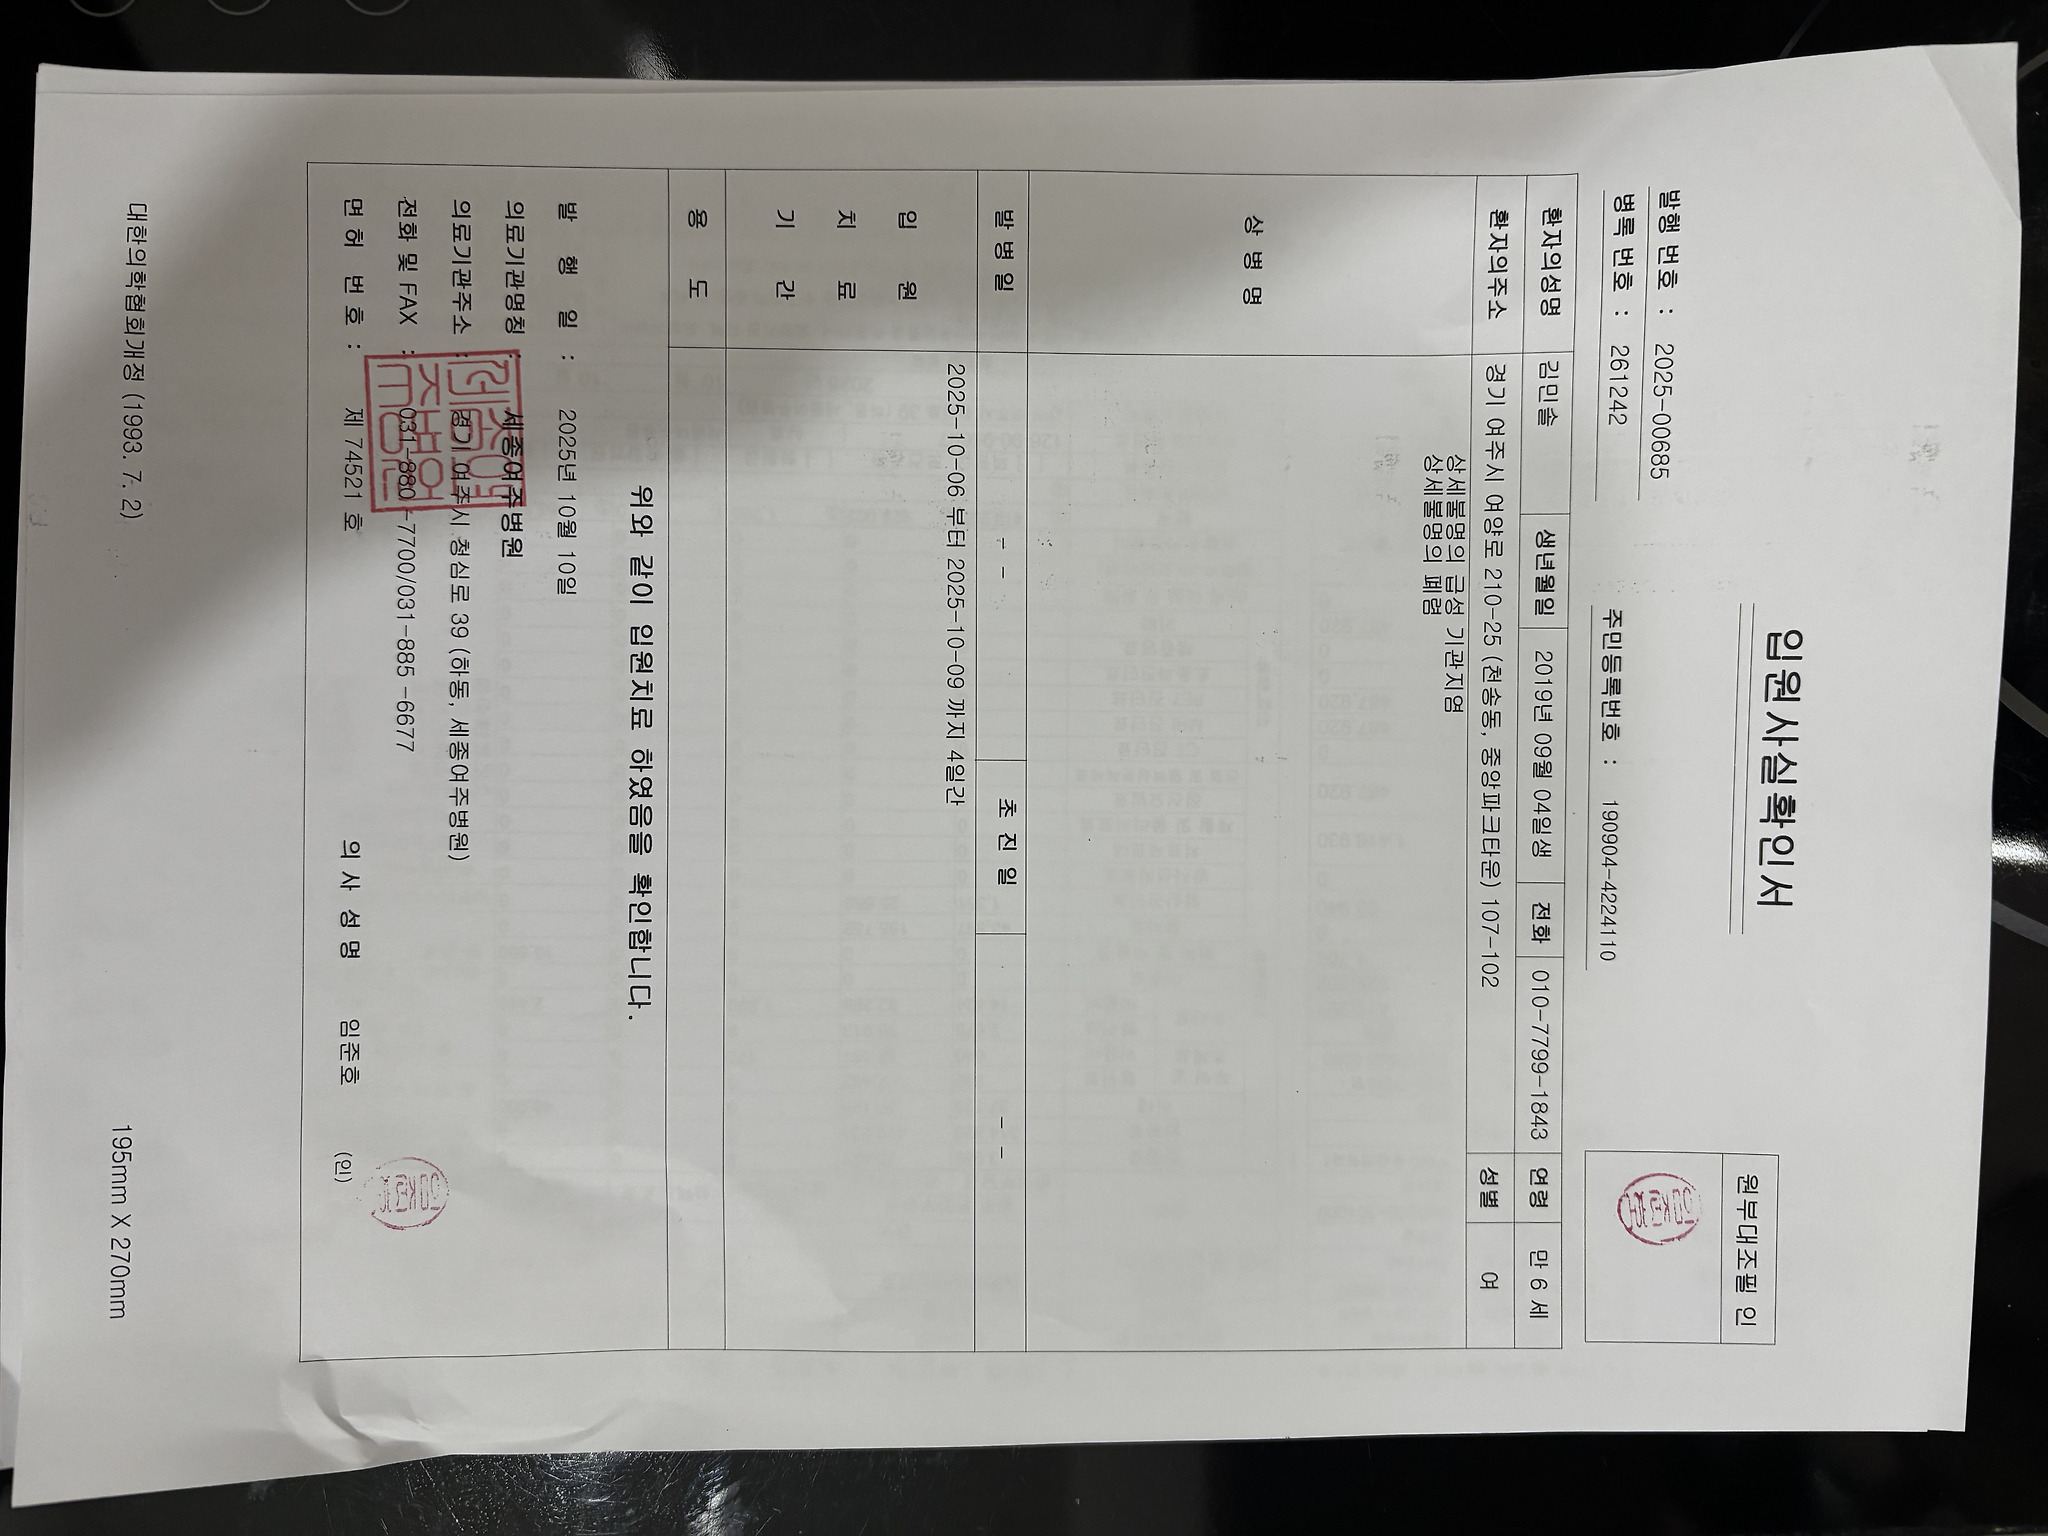 입원사실확인서
원부대조필 인
발행 번호 : 2025-00685
병록 번호 : 261242
주민등록번호 : 190904-4224110
환자의성명 김민솔 생년월일 2019년 09월 04일생 전화 010-7799-1843 연령 만 6 세
환자의주소 경기 여주시 여양로 210-25 (천송동, 중앙파크타운) 107-102 성별 여
상 병 명
상세불명의 급성 기관지염
상세불명의 폐렴
발 병 일 - - 초 진 일 - -
입 원
치 료
기 간
2025-10-06 부터 2025-10-09 까지 4일간
용 도
위와 같이 입원치료 하였음을 확인합니다.
발 행 일 : 2025년 10월 10일
의료기관명칭 : 세종여주병원
의료기관주소 : 경기 여주시 청심로 39 (하동, 세종여주병원)
전화 및 FAX : 031-880-7700/031-885-6677
면 허 번 호 : 제 74521 호 의 사 성 명 임준호 (인)
대한의학협회개정 (1993. 7. 2) 195mm X 270mm